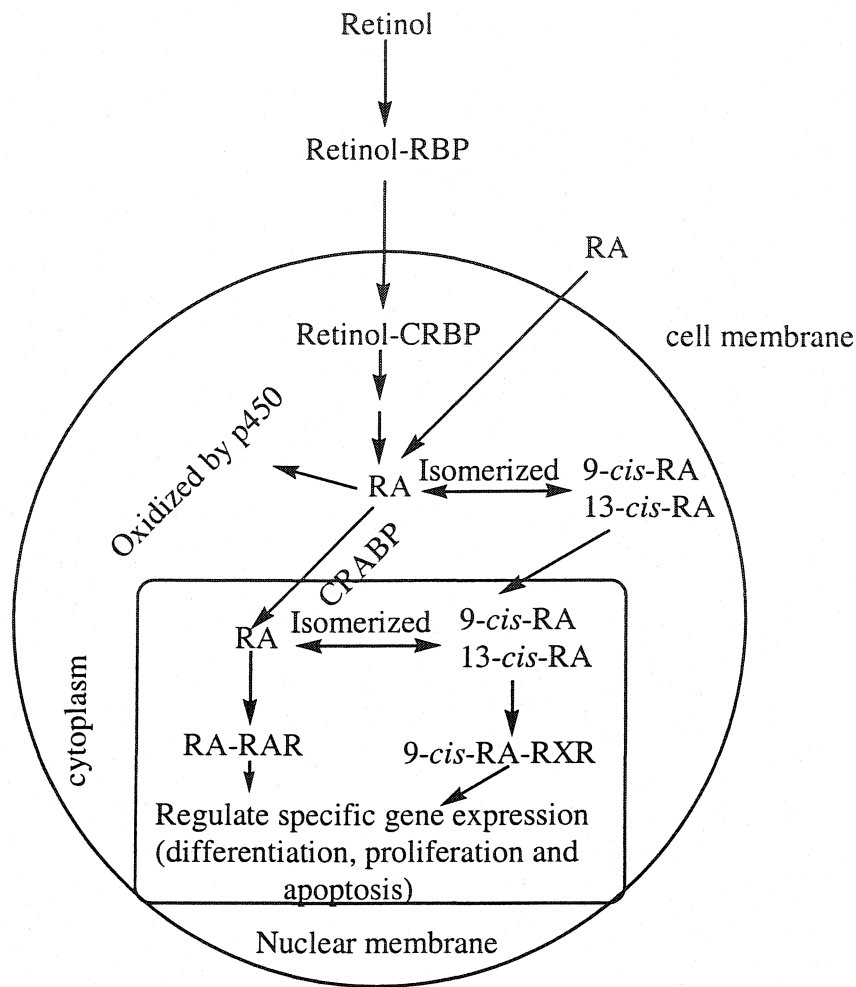 Retinol
Retinol-RBP
RA
Retinol-CRBP
cell membrane
Oxidized by p450
RA
Isomerized
9-cis-RA
13-cis-RA
CPABP
RA
Isomerized
9-cis-RA
13-cis-RA
cytoplasm
RA-RAR
9-cis-RA-RXR
Regulate specific gene expression
(differentiation, proliferation and
apoptosis)
Nuclear membrane